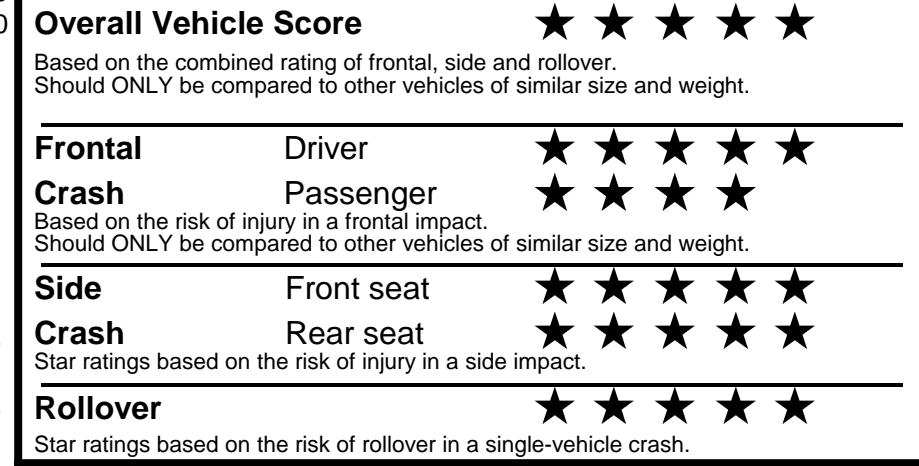 0
Overall Vehicle Score ★ ★ ★ ★ ★
Based on the combined rating of frontal, side and rollover.
Should ONLY be compared to other vehicles of similar size and weight.
Frontal Driver ★ ★ ★ ★ ★
Crash Passenger ★ ★ ★ ★
Based on the risk of injury in a frontal impact.
Should ONLY be compared to other vehicles of similar size and weight.
Side Front seat ★ ★ ★ ★ ★
Crash Rear seat ★ ★ ★ ★ ★
Star ratings based on the risk of injury in a side impact.
Rollover ★ ★ ★ ★ ★
Star ratings based on the risk of rollover in a single-vehicle crash.